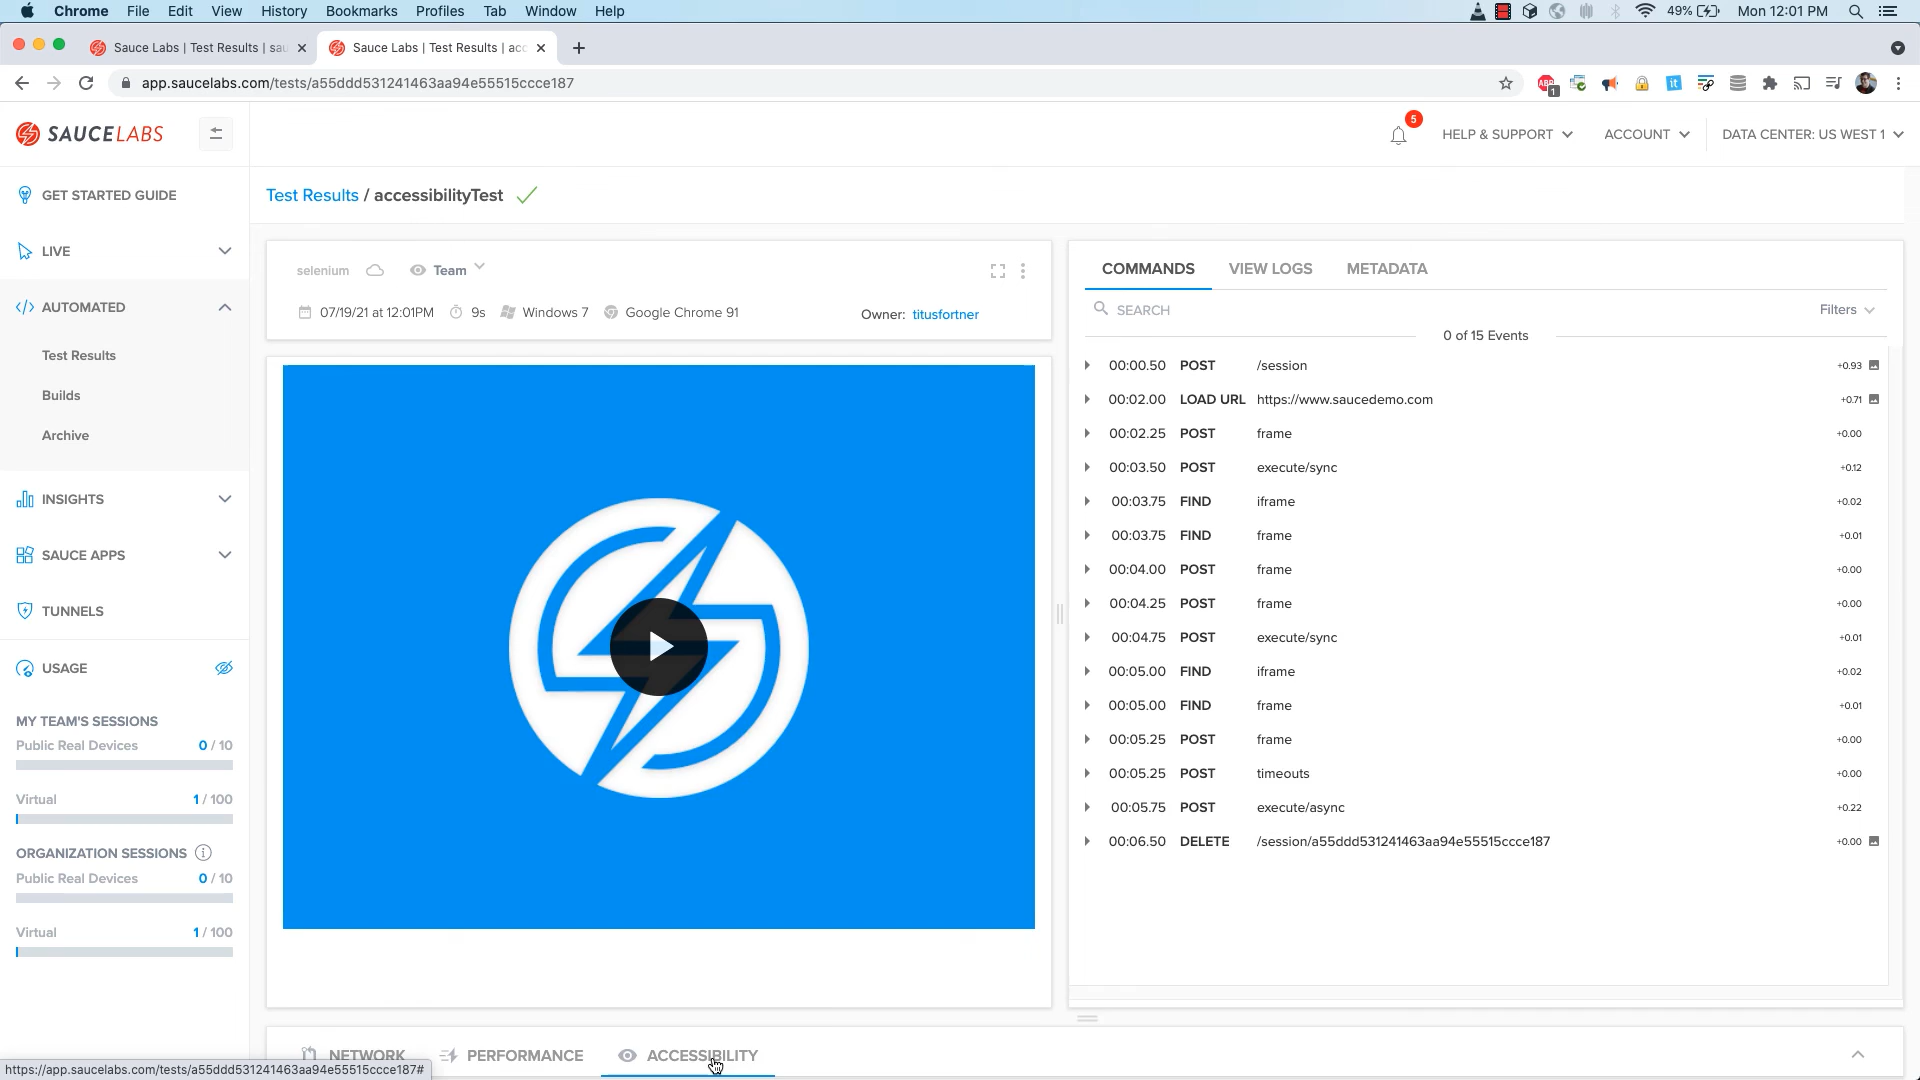 Chrome File Edit View History Bookmarks Profiles Tab Window Help 49% Mon 12:01 PM
Sauce Labs | Test Results | sau
Sauce Labs | Test Results | acc
app.saucelabs.com/tests/a55ddd531241463aa94e55515ccce187
ABP 1 it
SAUCELABS
5
HELP & SUPPORT
ACCOUNT
DATA CENTER: US WEST 1
GET STARTED GUIDE
LIVE
AUTOMATED
Test Results
Builds
Archive
INSIGHTS
SAUCE APPS
TUNNELS
USAGE
MY TEAM'S SESSIONS
Public Real Devices 0 / 10
Virtual 1 / 100
ORGANIZATION SESSIONS
Public Real Devices 0 / 10
Virtual 1 / 100
Test Results / accessibilityTest
selenium Team
07/19/21 at 12:01PM 9s Windows 7 Google Chrome 91 Owner: titusfortner
COMMANDS VIEW LOGS METADATA
SEARCH Filters
0 of 15 Events
00:00.50 POST /session +0.93
00:02.00 LOAD URL https://www.saucedemo.com +0.71
00:02.25 POST frame +0.00
00:03.50 POST execute/sync +0.12
00:03.75 FIND iframe +0.02
00:03.75 FIND frame +0.01
00:04.00 POST frame +0.00
00:04.25 POST frame +0.00
00:04.75 POST execute/sync +0.01
00:05.00 FIND iframe +0.02
00:05.00 FIND frame +0.01
00:05.25 POST frame +0.00
00:05.25 POST timeouts +0.00
00:05.75 POST execute/async +0.22
00:06.50 DELETE /session/a55ddd531241463aa94e55515ccce187 +0.00
NETWORK PERFORMANCE ACCESSIBILITY
https://app.saucelabs.com/tests/a55ddd531241463aa94e55515ccce187#